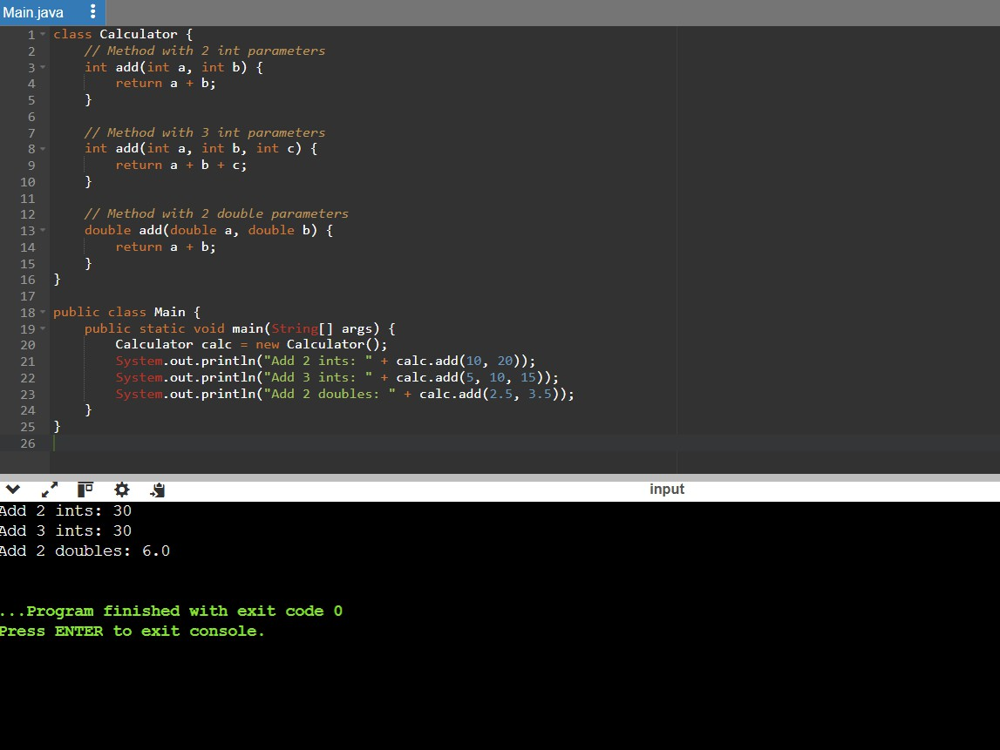 Main.java
1 class Calculator {
2     // Method with 2 int parameters
3     int add(int a, int b) {
4         return a + b;
5     }
6
7     // Method with 3 int parameters
8     int add(int a, int b, int c) {
9         return a + b + c;
10     }
11
12     // Method with 2 double parameters
13     double add(double a, double b) {
14         return a + b;
15     }
16 }
17
18 public class Main {
19     public static void main(String[] args) {
20         Calculator calc = new Calculator();
21         System.out.println("Add 2 ints: " + calc.add(10, 20));
22         System.out.println("Add 3 ints: " + calc.add(5, 10, 15));
23         System.out.println("Add 2 doubles: " + calc.add(2.5, 3.5));
24     }
25 }
26
input
Add 2 ints: 30
Add 3 ints: 30
Add 2 doubles: 6.0
...Program finished with exit code 0
Press ENTER to exit console.